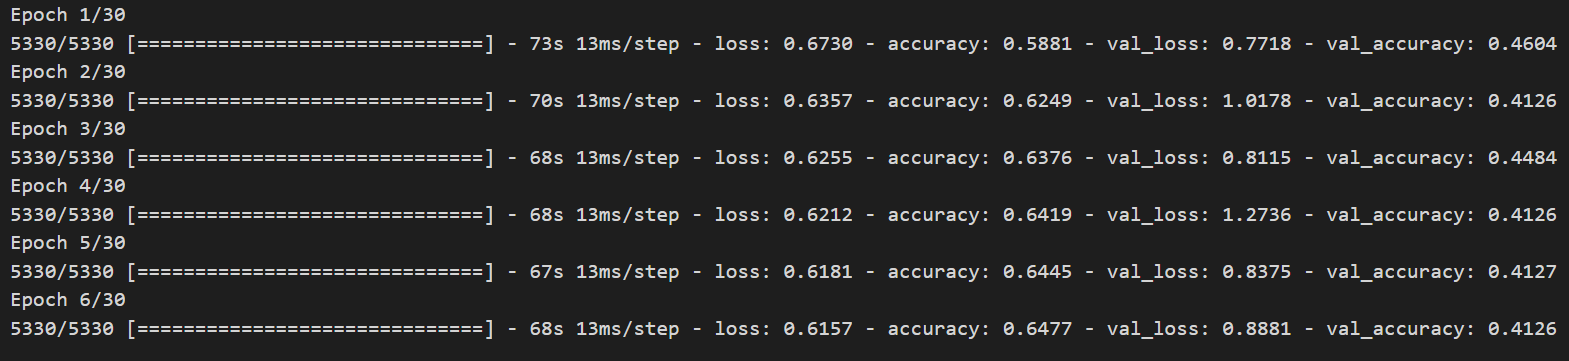 Epoch 1/30
5330/5330 [==============================] - 73s 13ms/step - loss: 0.6730 - accuracy: 0.5881 - val_loss: 0.7718 - val_accuracy: 0.4604
Epoch 2/30
5330/5330 [==============================] - 70s 13ms/step - loss: 0.6357 - accuracy: 0.6249 - val_loss: 1.0178 - val_accuracy: 0.4126
Epoch 3/30
5330/5330 [==============================] - 68s 13ms/step - loss: 0.6255 - accuracy: 0.6376 - val_loss: 0.8115 - val_accuracy: 0.4484
Epoch 4/30
5330/5330 [==============================] - 68s 13ms/step - loss: 0.6212 - accuracy: 0.6419 - val_loss: 1.2736 - val_accuracy: 0.4126
Epoch 5/30
5330/5330 [==============================] - 67s 13ms/step - loss: 0.6181 - accuracy: 0.6445 - val_loss: 0.8375 - val_accuracy: 0.4127
Epoch 6/30
5330/5330 [==============================] - 68s 13ms/step - loss: 0.6157 - accuracy: 0.6477 - val_loss: 0.8881 - val_accuracy: 0.4126